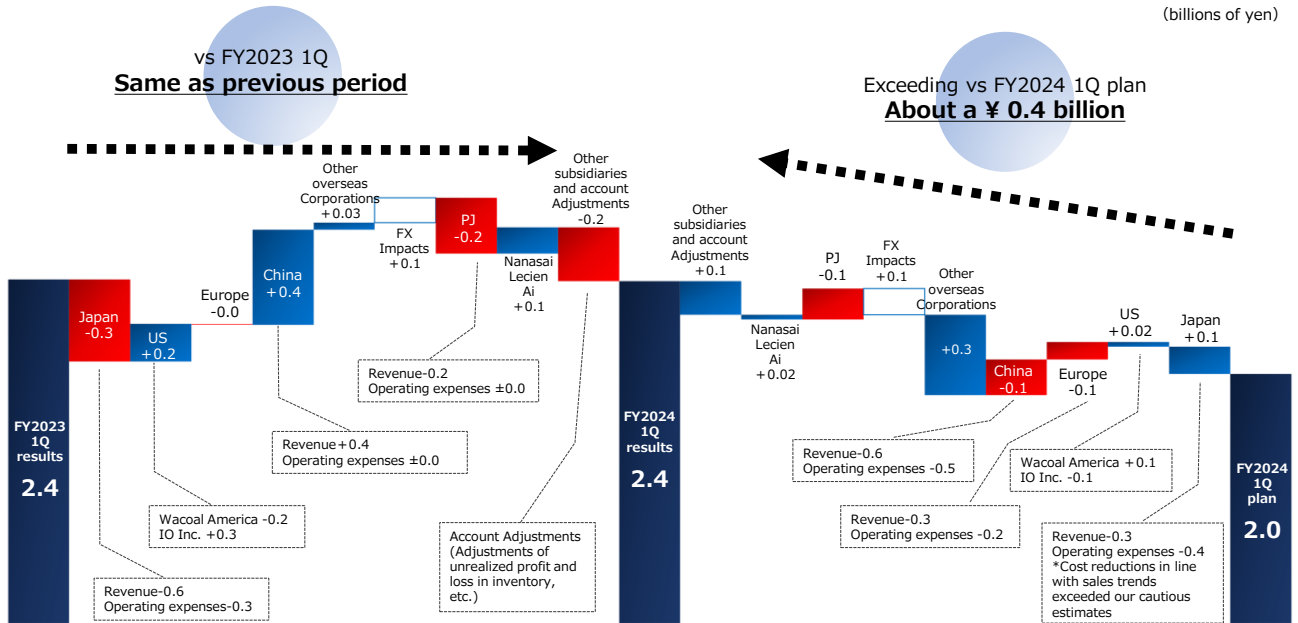 (billions of yen)
vs FY2023 1Q
Same as previous period
Exceeding vs FY2024 1Q plan
About a ¥ 0.4 billion
FY2023
1Q
results
2.4
Japan
-0.3
US
+0.2
Europe
-0.0
China
+0.4
Other
overseas
Corporations
+0.03
FX
Impacts
+0.1
PJ
-0.2
Nanasai
Lecien
Ai
+0.1
Other
subsidiaries
and account
Adjustments
-0.2
FY2024
1Q
results
2.4
Other
subsidiaries
and account
Adjustments
+0.1
Nanasai
Lecien
Ai
+0.02
PJ
-0.1
FX
Impacts
+0.1
Other
overseas
Corporations
+0.3
China
-0.1
Europe
-0.1
US
+0.02
Japan
+0.1
FY2024
1Q
plan
2.0
Revenue-0.6
Operating expenses-0.3
Wacoal America -0.2
IO Inc. +0.3
Revenue+0.4
Operating expenses ±0.0
Revenue-0.2
Operating expenses ±0.0
Account Adjustments
(Adjustments of
unrealized profit and
loss in inventory,
etc.)
Revenue-0.6
Operating expenses -0.5
Revenue-0.3
Operating expenses -0.2
Wacoal America +0.1
IO Inc. -0.1
Revenue-0.3
Operating expenses -0.4
*Cost reductions in line
with sales trends
exceeded our cautious
estimates